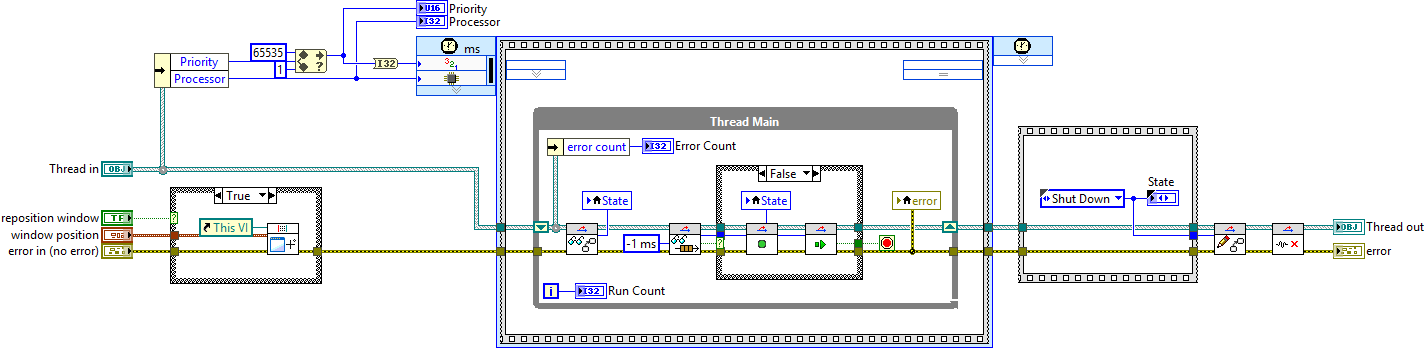 U16 Priority
I32 Processor
ms
65535
1
I32
321
Priority
Processor
Thread Main
error count
I32 Error Count
Thread in OBJ
True
False
State
State
error
State
Shut Down
reposition window TF
This VI
window position
error in (no error)
-1 ms
OBJ Thread out
error
i
I32 Run Count